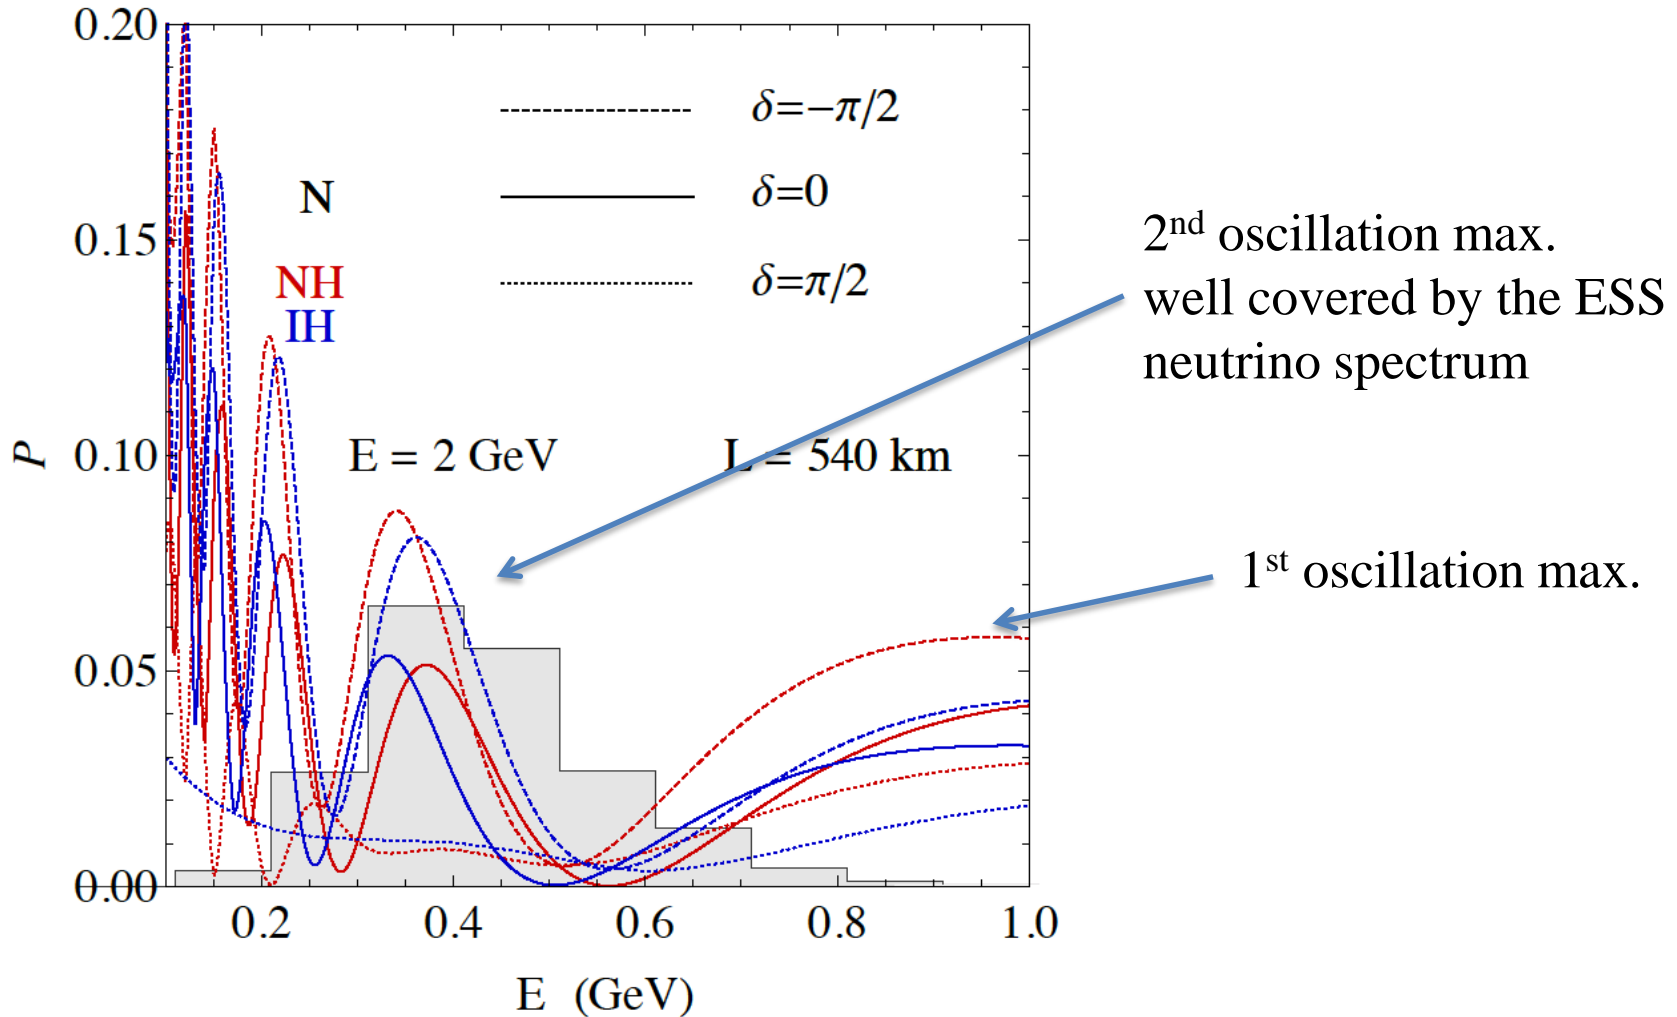 0.20
0.15
0.10
0.05
0.00
P
δ=−π/2
δ=0
δ=π/2
N
NH
IH
E = 2 GeV
L = 540 km
0.2
0.4
0.6
0.8
1.0
E (GeV)
2nd oscillation max.
well covered by the ESS
neutrino spectrum
1st oscillation max.